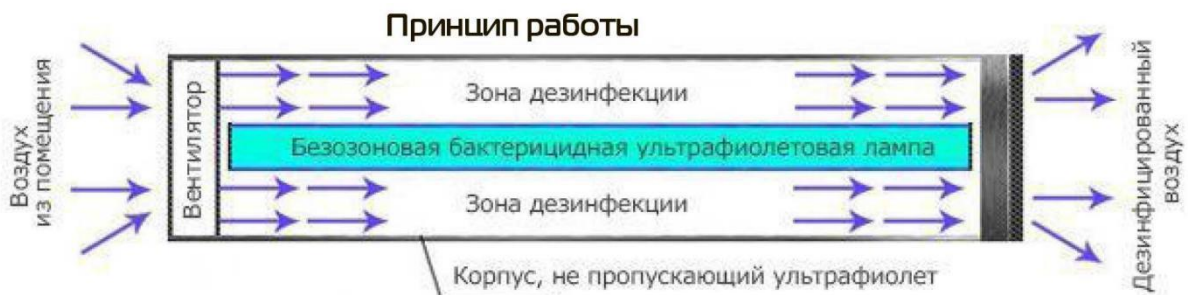 Принцип работы
Воздух
из помещения
Вентилятор
Зона дезинфекции
Безозоновая бактерицидная ультрафиолетовая лампа
Зона дезинфекции
Дезинфицированный
воздух
Корпус, не пропускающий ультрафиолет